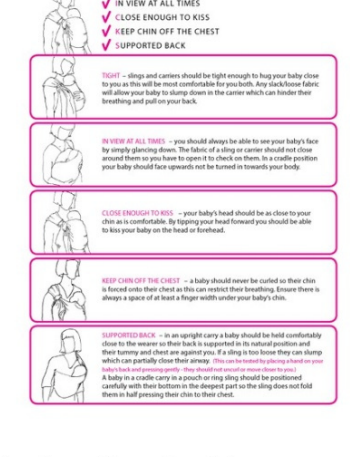 ✓ IN VIEW AT ALL TIMES
✓ CLOSE ENOUGH TO KISS
✓ KEEP CHIN OFF THE CHEST
✓ SUPPORTED BACK
TIGHT – slings and carriers should be tight enough to hug your baby close
to you as this will be most comfortable for you both. Any slack/loose fabric
will allow your baby to slump down in the carrier which can hinder their
breathing and pull on your back.
IN VIEW AT ALL TIMES – you should always be able to see your baby's face
by simply glancing down. The fabric of a sling or carrier should not close
around them so you have to open it to check on them. In a cradle position
your baby should face upwards not be turned in towards your body.
CLOSE ENOUGH TO KISS – your baby's head should be as close to your
chin as is comfortable. By tipping your head forward you should be able
to kiss your baby on the head or forehead.
KEEP CHIN OFF THE CHEST – a baby should never be curled so their chin
is forced onto their chest as this can restrict their breathing. Ensure there is
always a space of at least a finger width under your baby's chin.
SUPPORTED BACK – in an upright carry a baby should be held comfortably
close to the wearer so their back is supported in its natural position and
their tummy and chest are against you. If a sling is too loose they can slump
which can partially close their airway. (This can be tested by placing a hand on your
baby's back and pressing gently - they should not uncurl or move closer to you.)
A baby in a cradle carry in a pouch or ring sling should be positioned
carefully with their bottom in the deepest part so the sling does not fold
them in half pressing their chin to their chest.